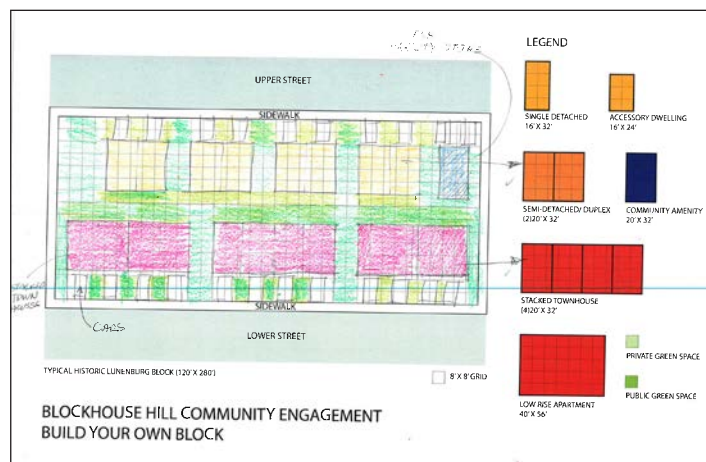 LEGEND
UPPER STREET
SIDEWALK
SINGLE DETACHED
16' X 32'
ACCESSORY DWELLING
16' X 24'
SEMI-DETACHED/ DUPLEX
(2)20' X 32'
COMMUNITY AMENITY
20' X 32'
STACKED TOWNHOUSE
(4)20' X 32'
STACKED
TOWN
HOUSE
CARS
SIDEWALK
LOWER STREET
TYPICAL HISTORIC LUNENBURG BLOCK (120' X 280')
8' X 8' GRID
LOW RISE APARTMENT
40' X 56'
PRIVATE GREEN SPACE
PUBLIC GREEN SPACE
BLOCKHOUSE HILL COMMUNITY ENGAGEMENT
BUILD YOUR OWN BLOCK